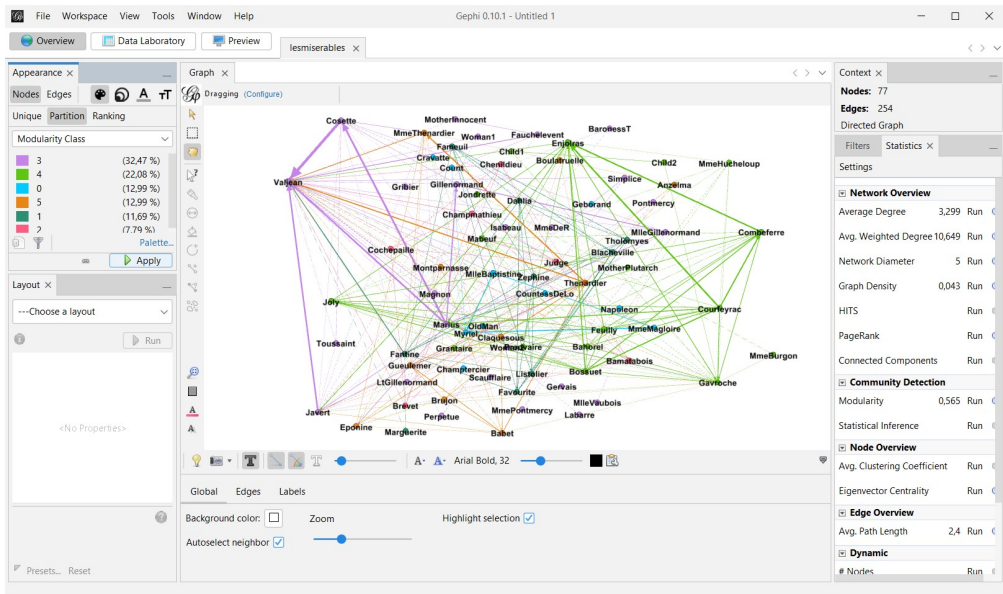 File Workspace View Tools Window Help
Gephi 0.10.1 - Untitled 1
Overview
Data Laboratory
Preview
lesmiserables
Appearance
Nodes Edges
Unique Partition Ranking
Modularity Class
3 (32,47 %)
4 (22,08 %)
0 (12,99 %)
5 (12,99 %)
1 (11,69 %)
2 (7,79 %)
Palette...
Apply
Layout
---Choose a layout
Run
<No Properties>
Presets... Reset
Graph
Dragging (Configure)
Cosette
MotherInnocent
MmeThenardier
Woman1
Fauchelevent
BaronessT
Fameuil
Enjolras
Child1
Cravatte
Chenildieu
Boulatruelle
Child2
MmeHucheloup
Count
Valjean
Simplice
Anzelma
Gribier
Gillenormand
Jondrette
Dahlia
Geborand
Pontmercy
Champmathieu
Isabeau
MmeDeR
MlleGillenormand
Combeferre
Mabeuf
Tholomyes
Cochepaille
Blacheville
Judge
Montparnasse
MotherPlutarch
MlleBaptistine
Zephine
Thenardier
Magnon
CountessDeLo
Joly
Napoleon
Courfeyrac
Marius
OldMan
Feuilly
MmeMagloire
Myriel
Claquesous
Toussaint
Grantaire
Bahorel
Fantine
MmeBurgon
Gueulemer
Bamatabois
Champtercier
Bossuet
Listolier
Scaufflaire
LtGillenormand
Gavroche
Gervais
Favourite
Brujon
MlleVaubois
Brevet
Javert
MmePontmercy
Perpetue
Labarre
Eponine
Marguerite
Babet
Arial Bold, 32
Global Edges Labels
Background color:
Zoom
Highlight selection
Autoselect neighbor
Context
Nodes: 77
Edges: 254
Directed Graph
Filters Statistics
Settings
Network Overview
Average Degree 3,299 Run
Avg. Weighted Degree 10,649 Run
Network Diameter 5 Run
Graph Density 0,043 Run
HITS Run
PageRank Run
Connected Components Run
Community Detection
Modularity 0,565 Run
Statistical Inference Run
Node Overview
Avg. Clustering Coefficient Run
Eigenvector Centrality Run
Edge Overview
Avg. Path Length 2,4 Run
Dynamic
# Nodes Run